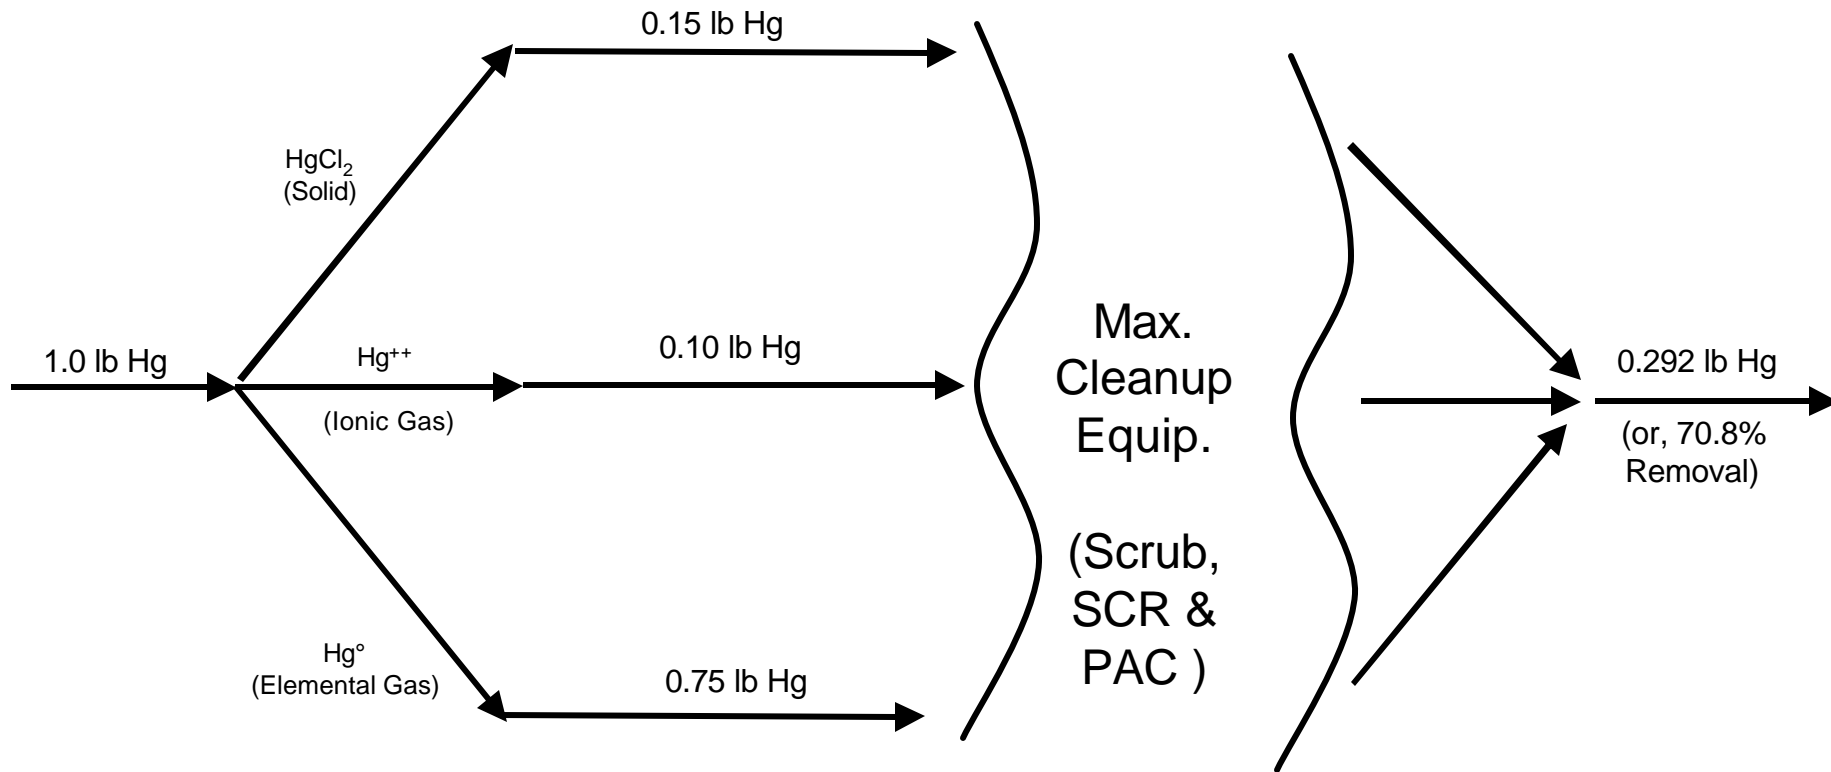 0.15 lb Hg
HgCl₂
(Solid)
1.0 lb Hg
Hg⁺⁺
(Ionic Gas)
0.10 lb Hg
Hg°
(Elemental Gas)
0.75 lb Hg
Max.
Cleanup
Equip.
(Scrub,
SCR &
PAC )
0.292 lb Hg
(or, 70.8%
Removal)